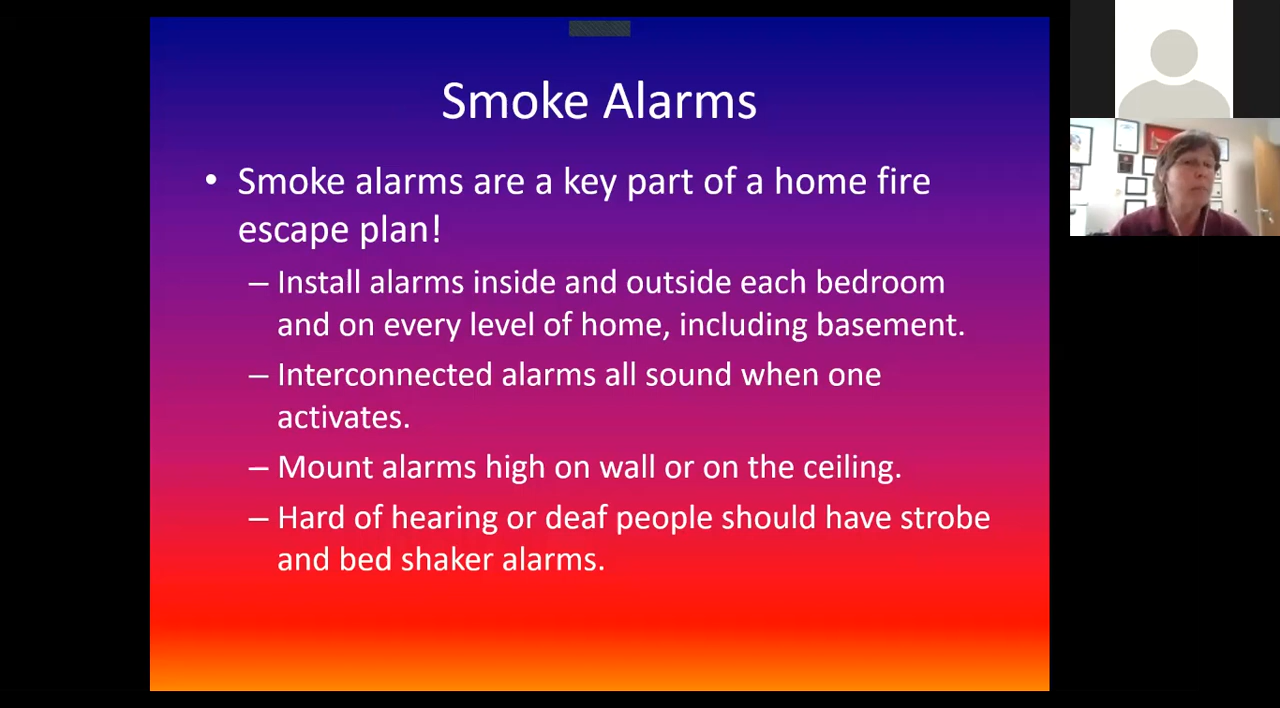 Smoke Alarms
• Smoke alarms are a key part of a home fire
escape plan!
– Install alarms inside and outside each bedroom
and on every level of home, including basement.
– Interconnected alarms all sound when one
activates.
– Mount alarms high on wall or on the ceiling.
– Hard of hearing or deaf people should have strobe
and bed shaker alarms.